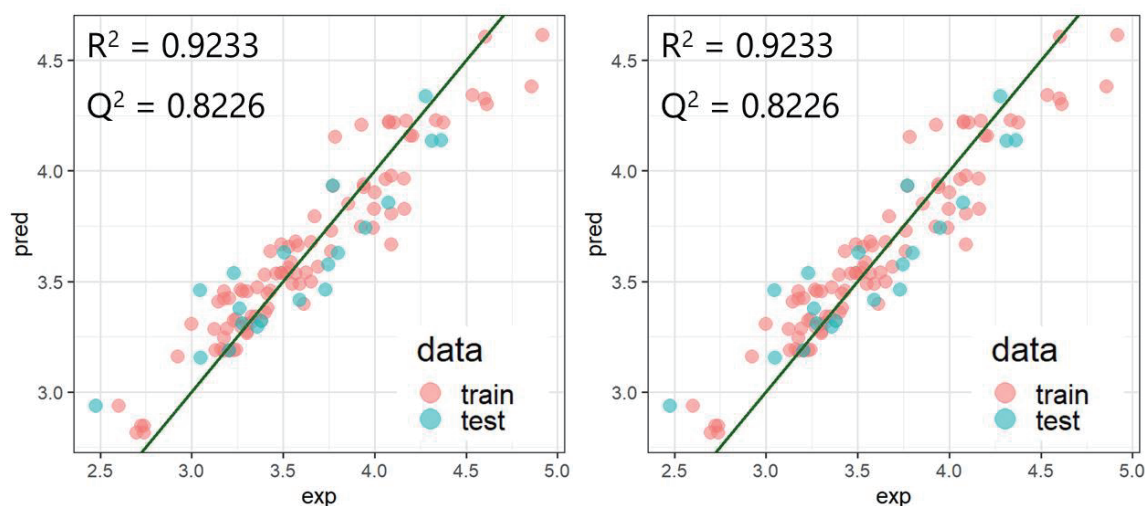 R² = 0.9233
Q² = 0.8226
4.5
4.0
3.5
3.0
pred
data
train
test
2.5 3.0 3.5 4.0 4.5 5.0
exp
R² = 0.9233
Q² = 0.8226
4.5
4.0
3.5
3.0
pred
data
train
test
2.5 3.0 3.5 4.0 4.5 5.0
exp